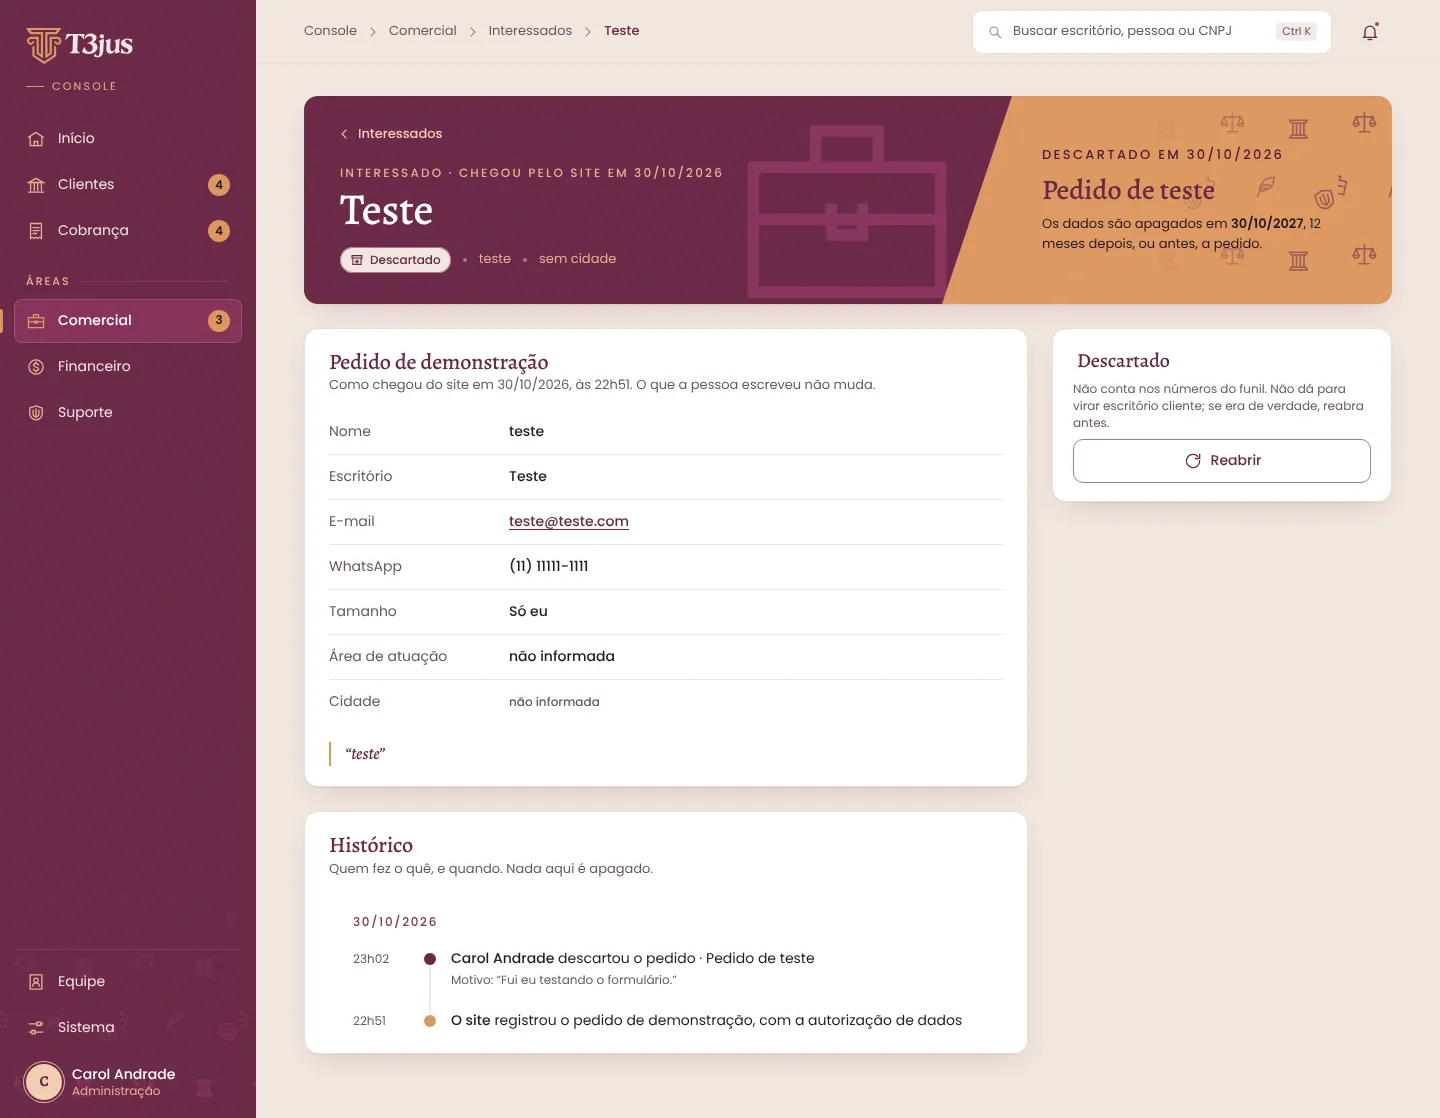 T3jus
CONSOLE
Início
Clientes 4
Cobrança 4
ÁREAS
Comercial 3
Financeiro
Suporte
Equipe
Sistema
C
Carol Andrade
Administração
Console > Comercial > Interessados > Teste
Buscar escritório, pessoa ou CNPJ Ctrl K
Interessados
INTERESSADO · CHEGOU PELO SITE EM 30/10/2026
Teste
Descartado • teste • sem cidade
DESCARTADO EM 30/10/2026
Pedido de teste
Os dados são apagados em 30/10/2027, 12
meses depois, ou antes, a pedido.
Pedido de demonstração
Como chegou do site em 30/10/2026, às 22h51. O que a pessoa escreveu não muda.
Nome teste
Escritório Teste
E-mail teste@teste.com
WhatsApp (11) 11111-1111
Tamanho Só eu
Área de atuação não informada
Cidade não informada
“teste”
Descartado
Não conta nos números do funil. Não dá para
virar escritório cliente; se era de verdade, reabra
antes.
Reabrir
Histórico
Quem fez o quê, e quando. Nada aqui é apagado.
30/10/2026
23h02 Carol Andrade descartou o pedido · Pedido de teste
Motivo: “Fui eu testando o formulário.”
22h51 O site registrou o pedido de demonstração, com a autorização de dados